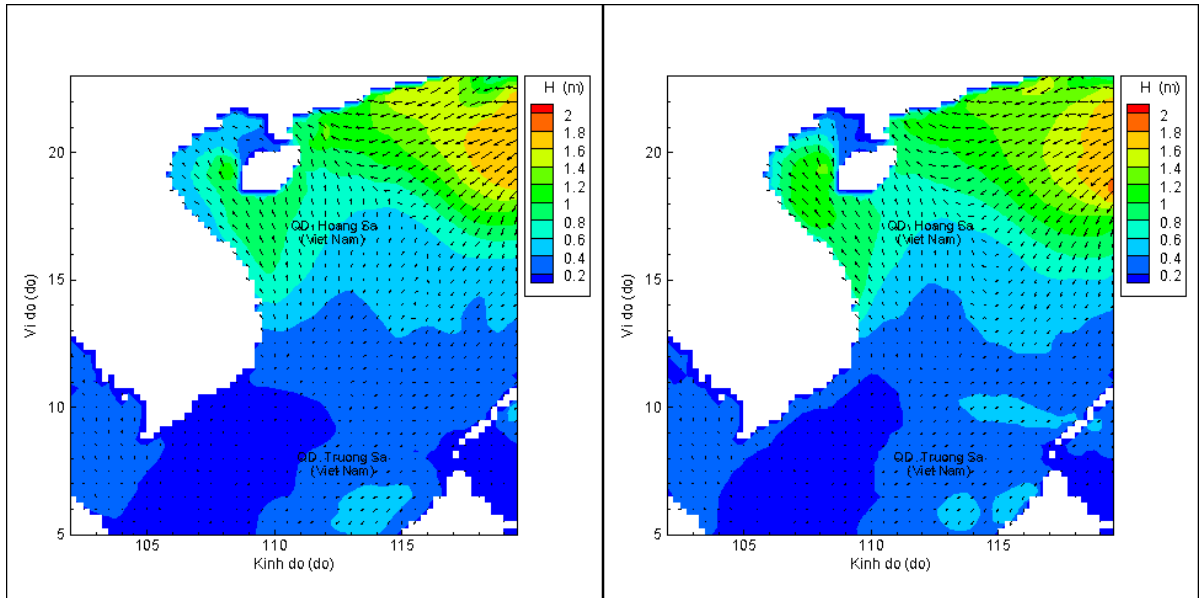 H (m)
2
1.8
1.6
1.4
1.2
1
0.8
0.6
0.4
0.2
20
15
10
5
Vi do (do)
QD. Hoang Sa
(Viet Nam)
QD. Truong Sa
(Viet Nam)
105
110
115
Kinh do (do)
H (m)
2
1.8
1.6
1.4
1.2
1
0.8
0.6
0.4
0.2
20
15
10
5
Vi do (do)
QD. Hoang Sa
(Viet Nam)
QD. Truong Sa
(Viet Nam)
105
110
115
Kinh do (do)